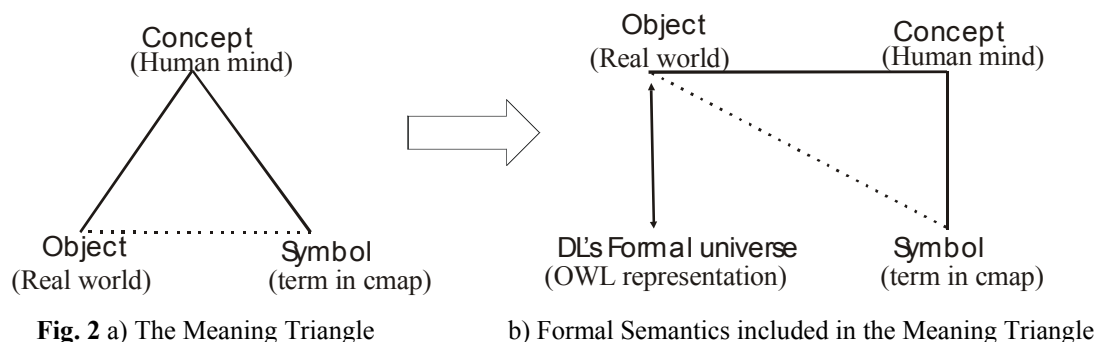 Concept
(Human mind)
Object
(Real world)
Symbol
(term in cmap)
Object
(Real world)
Concept
(Human mind)
DL's Formal universe
(OWL representation)
Symbol
(term in cmap)
Fig. 2 a) The Meaning Triangle
b) Formal Semantics included in the Meaning Triangle